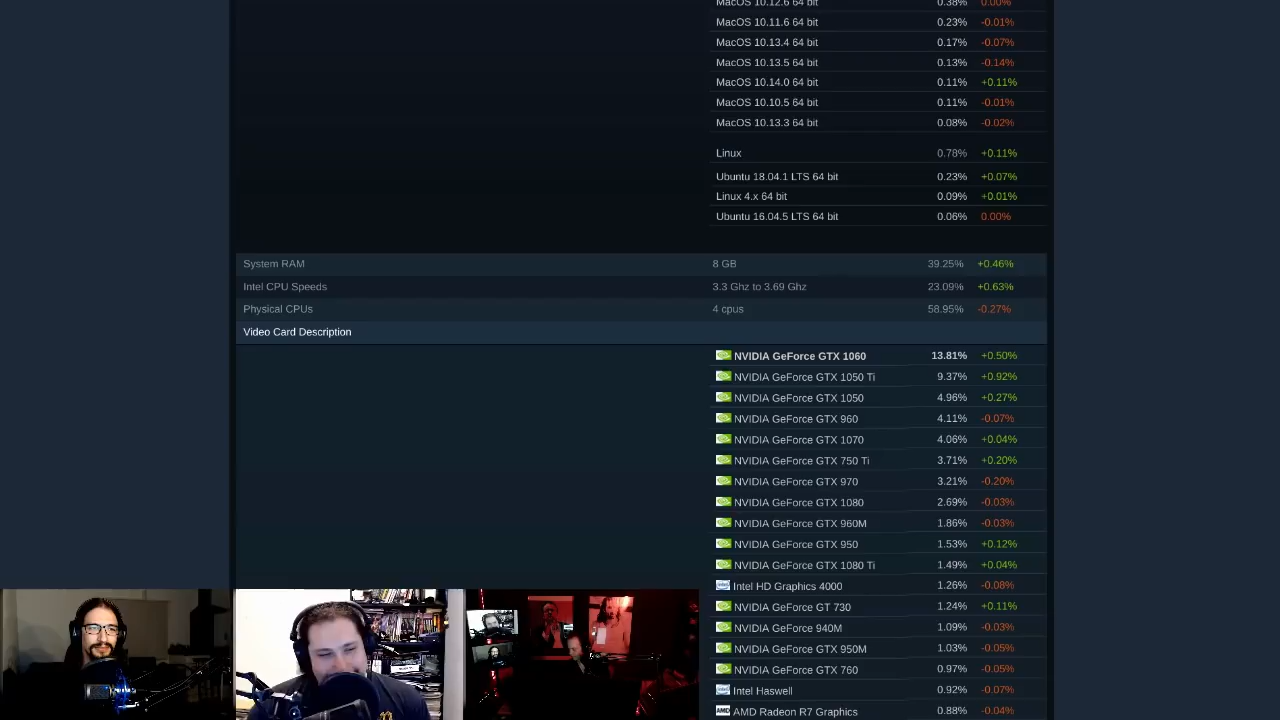 MacOS 10.12.6 64 bit 0.38% 0.00%
MacOS 10.11.6 64 bit 0.23% -0.01%
MacOS 10.13.4 64 bit 0.17% -0.07%
MacOS 10.13.5 64 bit 0.13% -0.14%
MacOS 10.14.0 64 bit 0.11% +0.11%
MacOS 10.10.5 64 bit 0.11% -0.01%
MacOS 10.13.3 64 bit 0.08% -0.02%
Linux 0.78% +0.11%
Ubuntu 18.04.1 LTS 64 bit 0.23% +0.07%
Linux 4.x 64 bit 0.09% +0.01%
Ubuntu 16.04.5 LTS 64 bit 0.06% 0.00%
System RAM 8 GB 39.25% +0.46%
Intel CPU Speeds 3.3 Ghz to 3.69 Ghz 23.09% +0.63%
Physical CPUs 4 cpus 58.95% -0.27%
Video Card Description
NVIDIA GeForce GTX 1060 13.81% +0.50%
NVIDIA GeForce GTX 1050 Ti 9.37% +0.92%
NVIDIA GeForce GTX 1050 4.96% +0.27%
NVIDIA GeForce GTX 960 4.11% -0.07%
NVIDIA GeForce GTX 1070 4.06% +0.04%
NVIDIA GeForce GTX 750 Ti 3.71% +0.20%
NVIDIA GeForce GTX 970 3.21% -0.20%
NVIDIA GeForce GTX 1080 2.69% -0.03%
NVIDIA GeForce GTX 960M 1.86% -0.03%
NVIDIA GeForce GTX 950 1.53% +0.12%
NVIDIA GeForce GTX 1080 Ti 1.49% +0.04%
Intel HD Graphics 4000 1.26% -0.08%
NVIDIA GeForce GT 730 1.24% +0.11%
NVIDIA GeForce 940M 1.09% -0.03%
NVIDIA GeForce GTX 950M 1.03% -0.05%
NVIDIA GeForce GTX 760 0.97% -0.05%
Intel Haswell 0.92% -0.07%
AMD AMD Radeon R7 Graphics 0.88% -0.04%